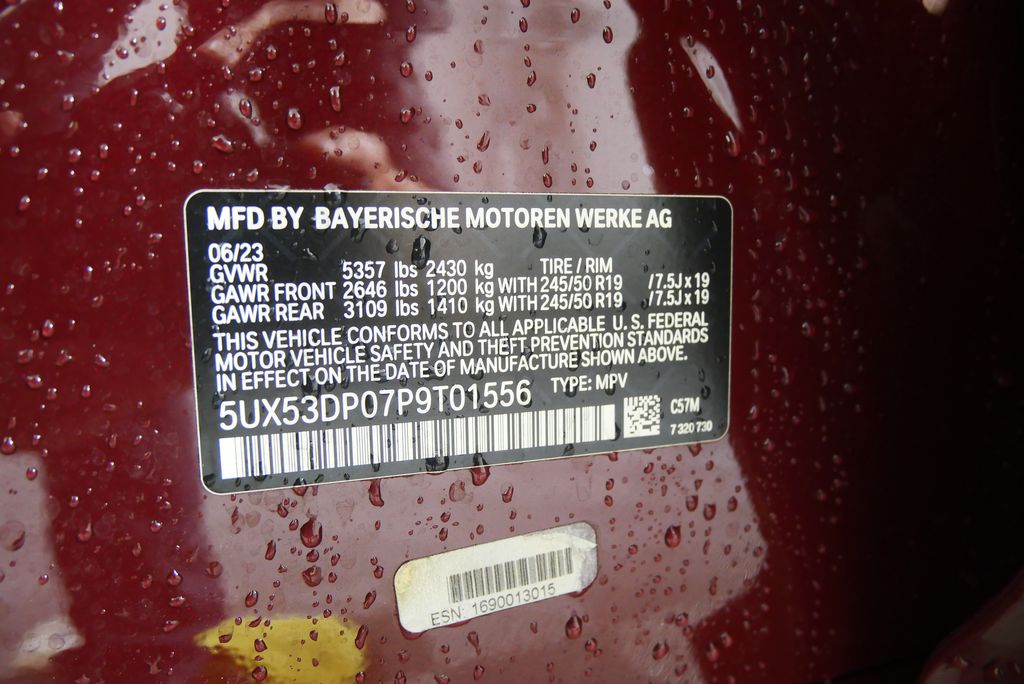 MFD BY BAYERISCHE MOTOREN WERKE AG
06/23
GVWR 5357 lbs 2430 kg TIRE / RIM
GAWR FRONT 2646 lbs 1200 kg WITH 245/50 R19 /7.5J x 19
GAWR REAR 3109 lbs 1410 kg WITH 245/50 R19 /7.5J x 19
THIS VEHICLE CONFORMS TO ALL APPLICABLE U. S. FEDERAL
MOTOR VEHICLE SAFETY AND THEFT PREVENTION STANDARDS
IN EFFECT ON THE DATE OF MANUFACTURE SHOWN ABOVE.
5UX53DP07P9T01556 TYPE: MPV
C57M
7 320 730
ESN: 1690013015